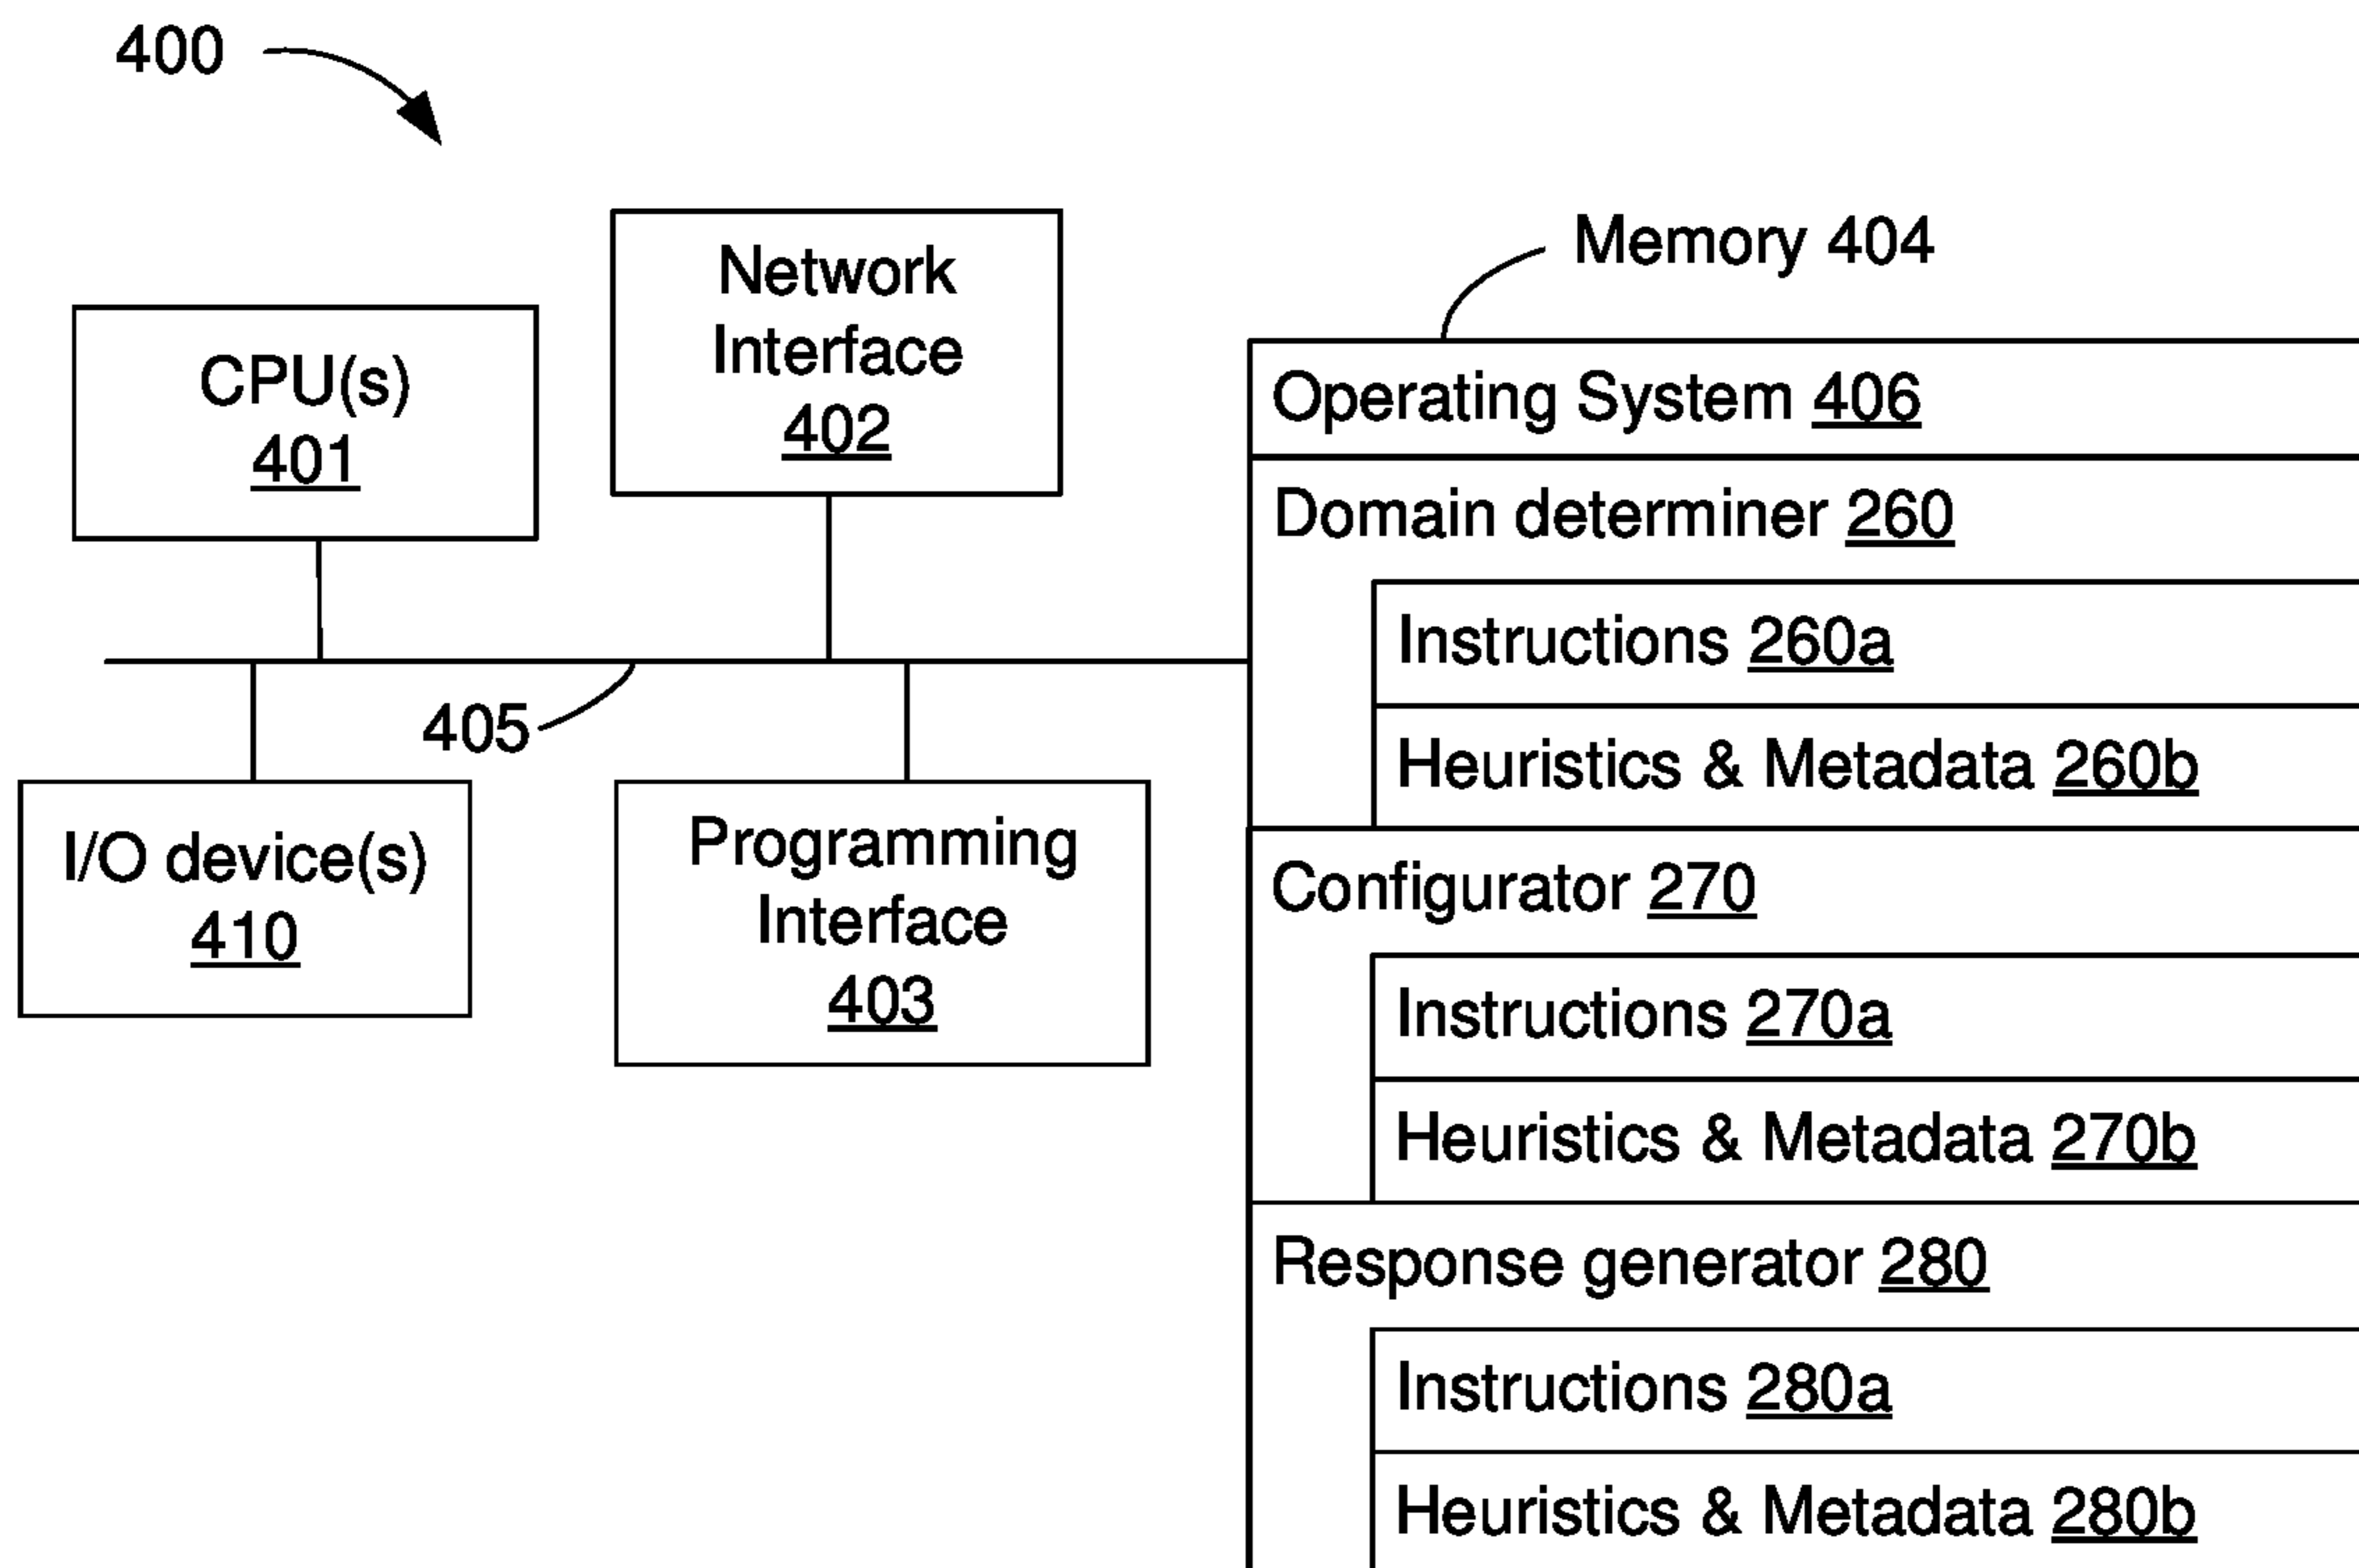 400
Network
Interface
402
CPU(s)
401
405
I/O device(s)
410
Programming
Interface
403
Memory 404
Operating System 406
Domain determiner 260
Instructions 260a
Heuristics & Metadata 260b
Configurator 270
Instructions 270a
Heuristics & Metadata 270b
Response generator 280
Instructions 280a
Heuristics & Metadata 280b